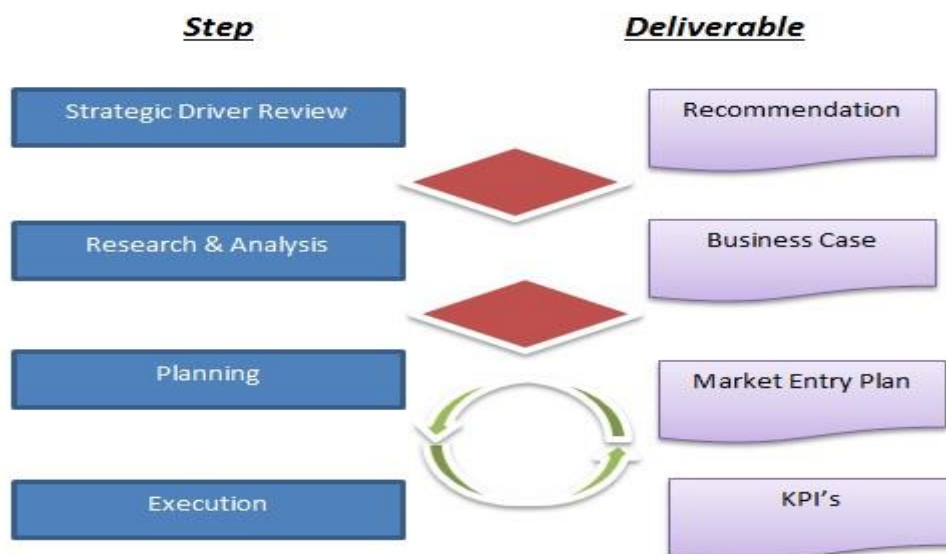 Step
Deliverable
Strategic Driver Review
Recommendation
Research & Analysis
Business Case
Planning
Market Entry Plan
Execution
KPI's